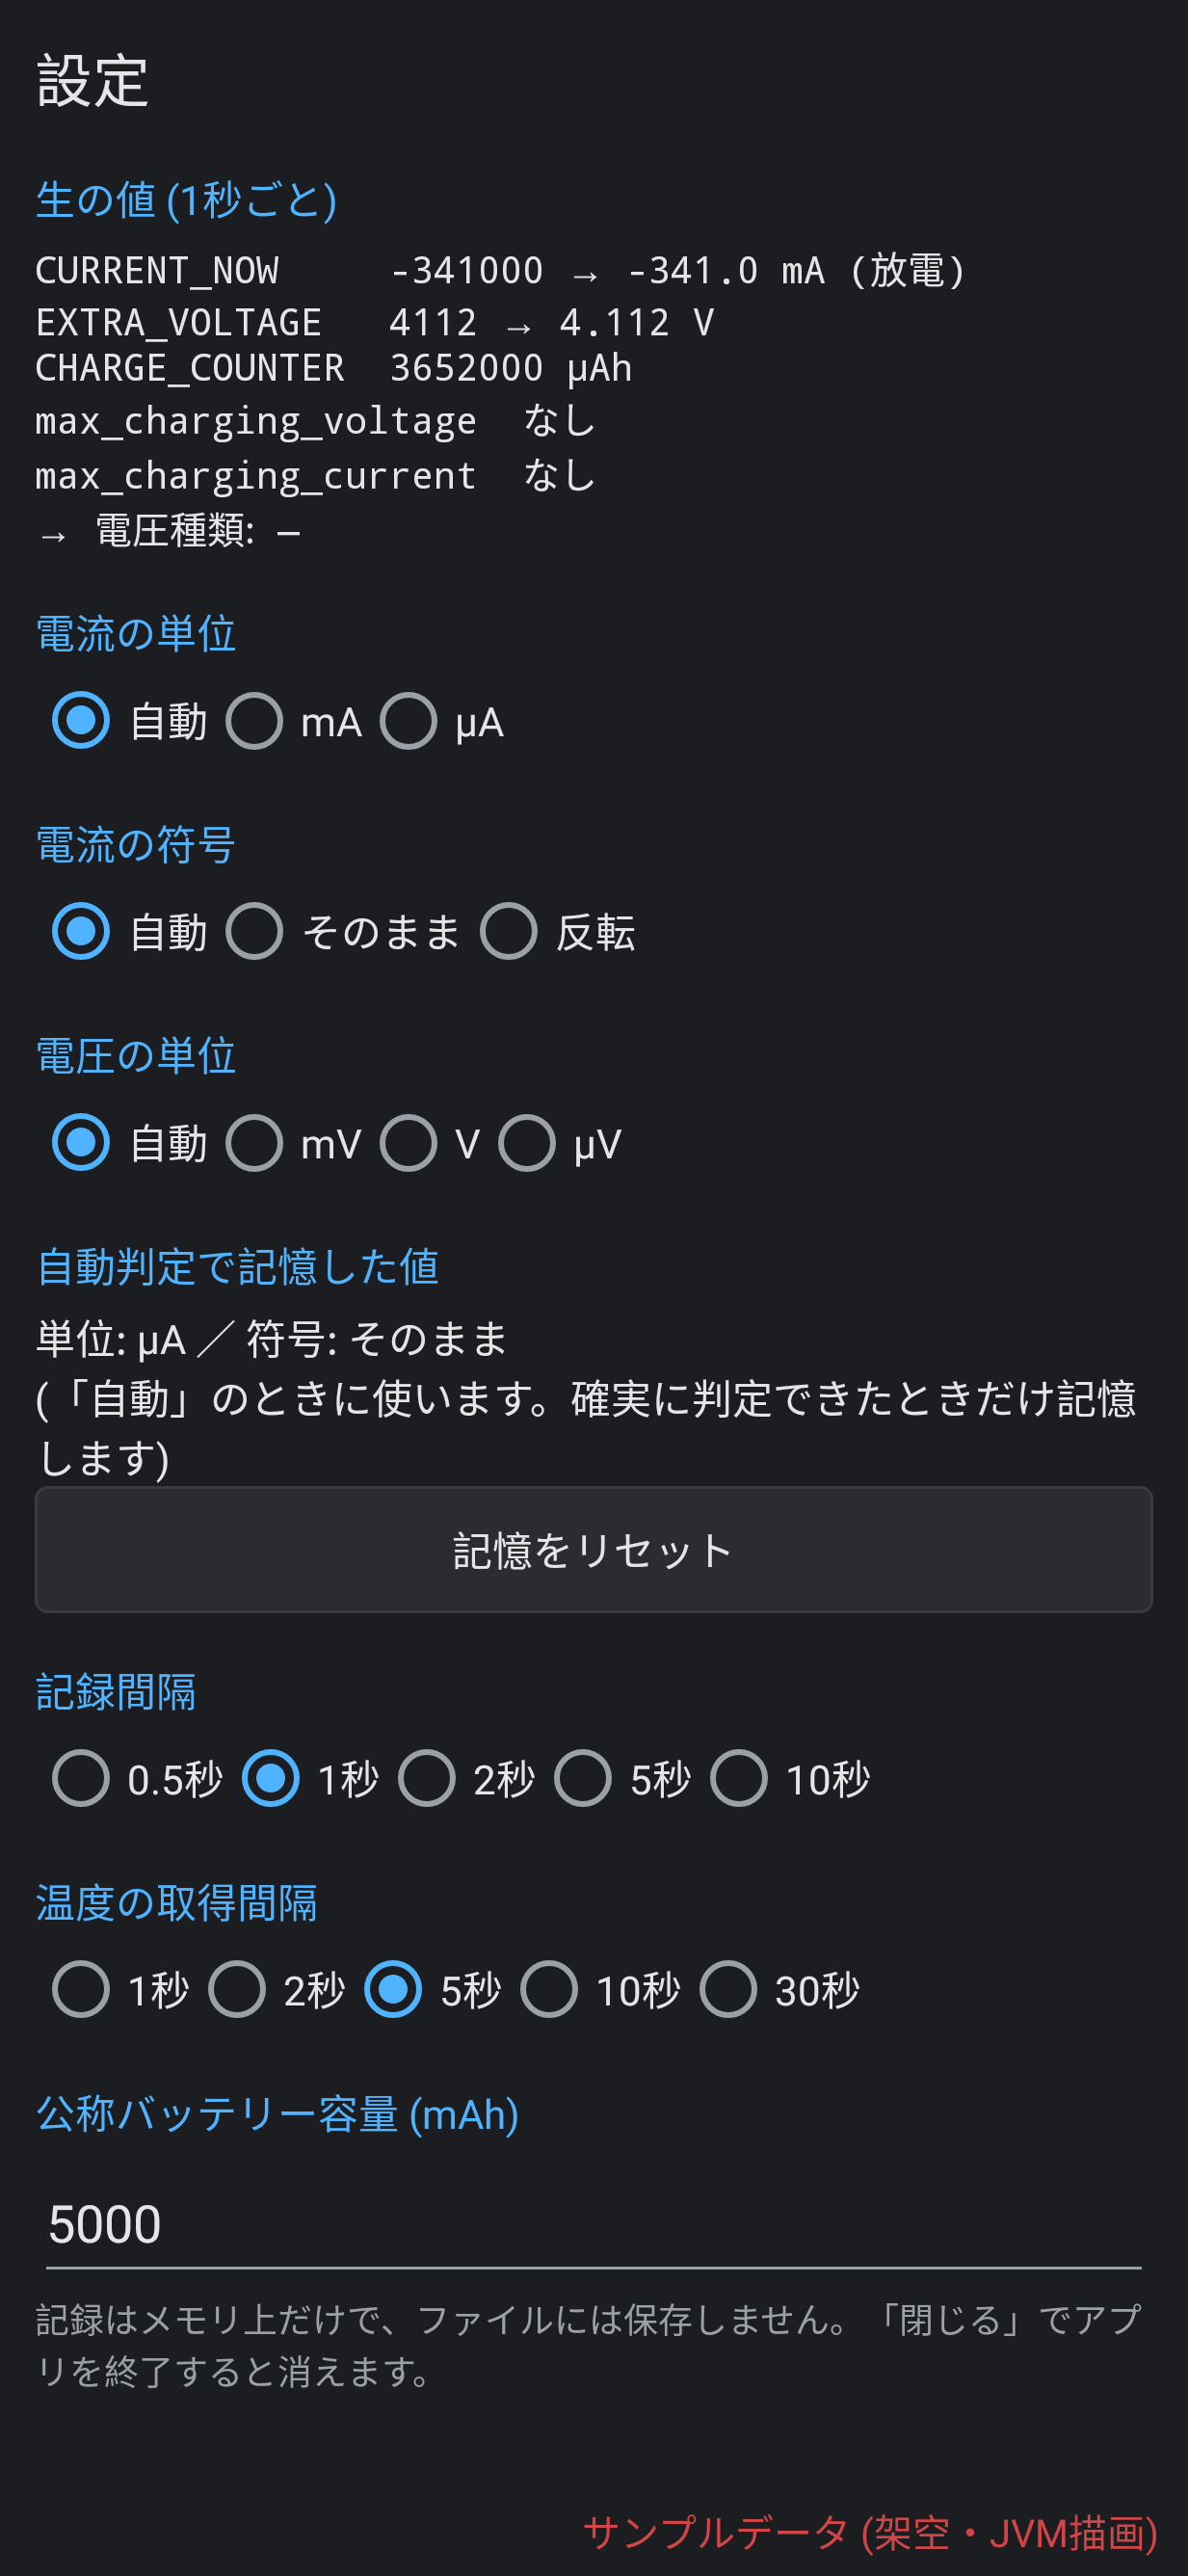 設定
生の値 (1秒ごと)
CURRENT_NOW -341000 → -341.0 mA (放電)
EXTRA_VOLTAGE 4112 → 4.112 V
CHARGE_COUNTER 3652000 µAh
max_charging_voltage なし
max_charging_current なし
→ 電圧種類: —
電流の単位
自動 mA µA
電流の符号
自動 そのまま 反転
電圧の単位
自動 mV V µV
自動判定で記憶した値
単位: µA ／ 符号: そのまま
(「自動」のときに使います。確実に判定できたときだけ記憶
します)
記憶をリセット
記録間隔
0.5秒 1秒 2秒 5秒 10秒
温度の取得間隔
1秒 2秒 5秒 10秒 30秒
公称バッテリー容量 (mAh)
5000
記録はメモリ上だけで、ファイルには保存しません。「閉じる」でアプ
リを終了すると消えます。
サンプルデータ (架空・JVM描画)